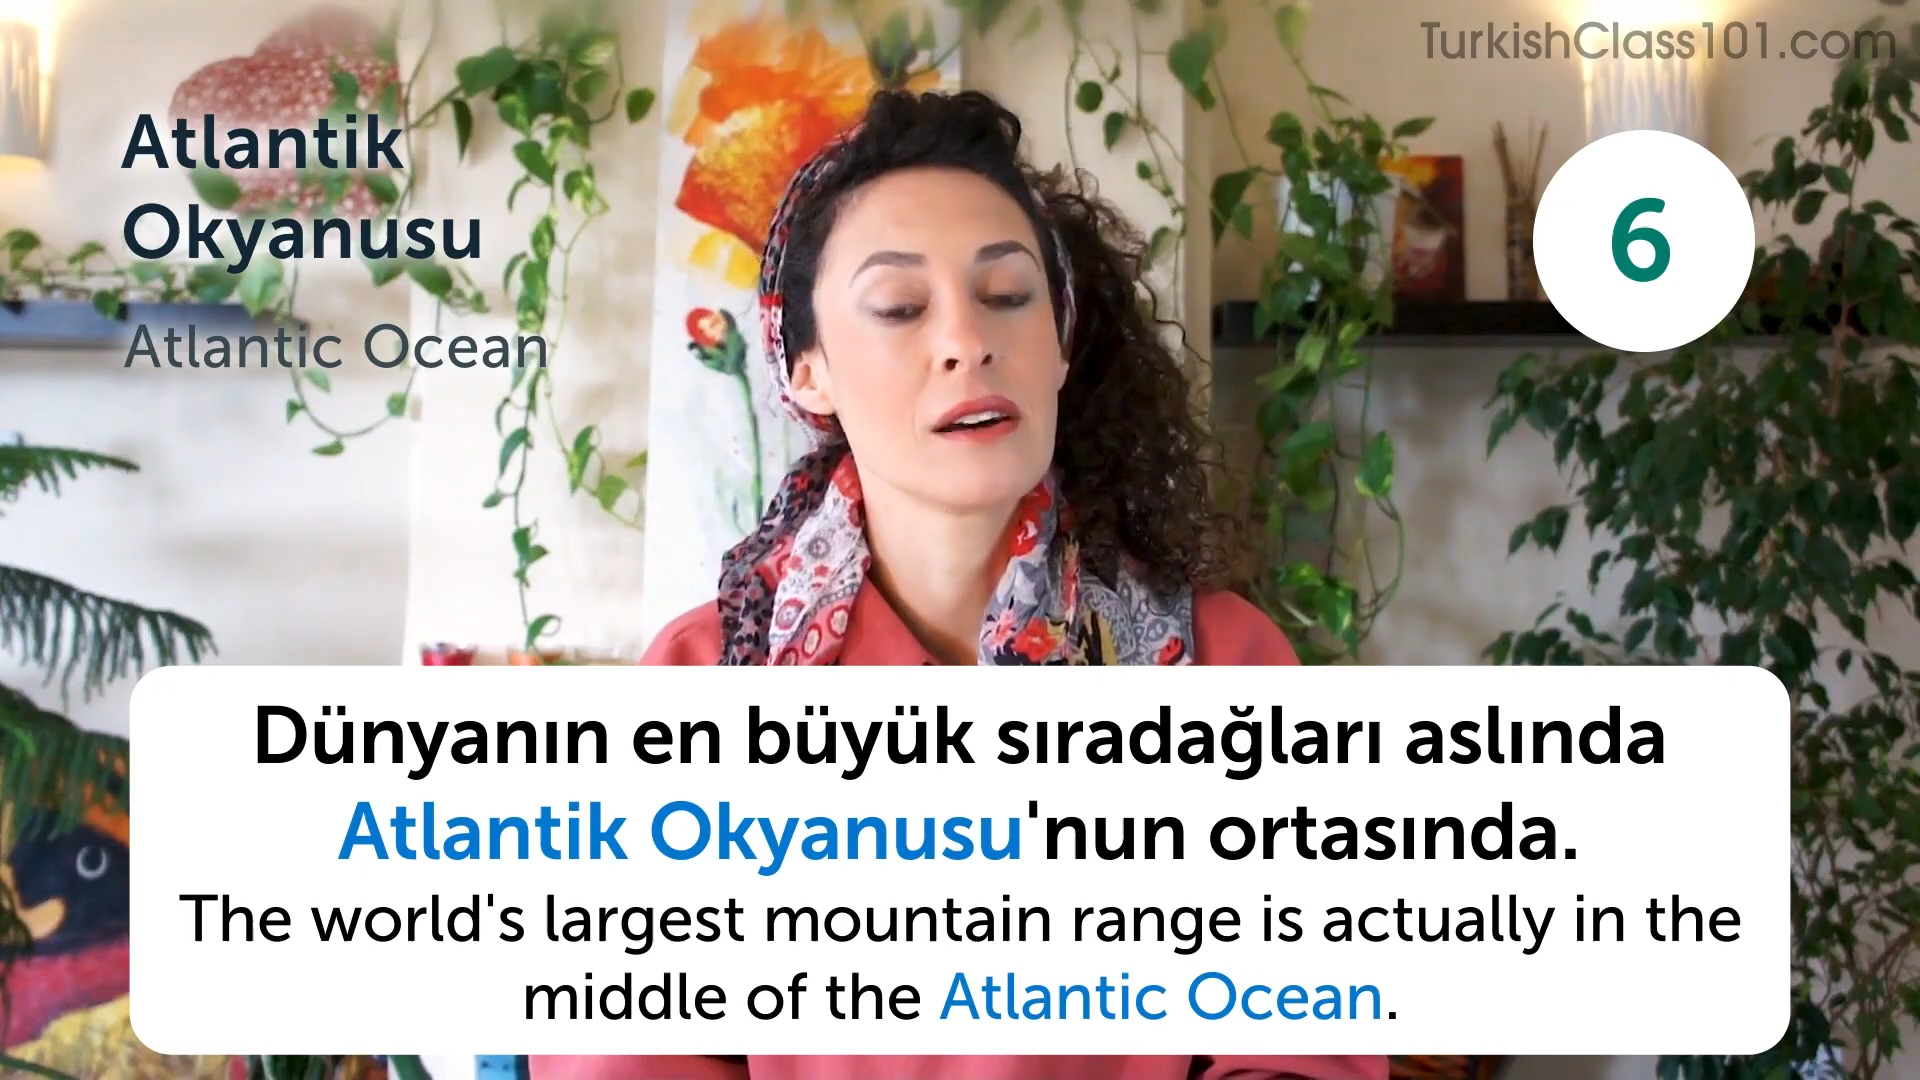 TurkishClass101.com
Atlantik
Okyanusu
Atlantic Ocean
6
Dünyanın en büyük sıradağları aslında
Atlantik Okyanusu'nun ortasında.
The world's largest mountain range is actually in the
middle of the Atlantic Ocean.